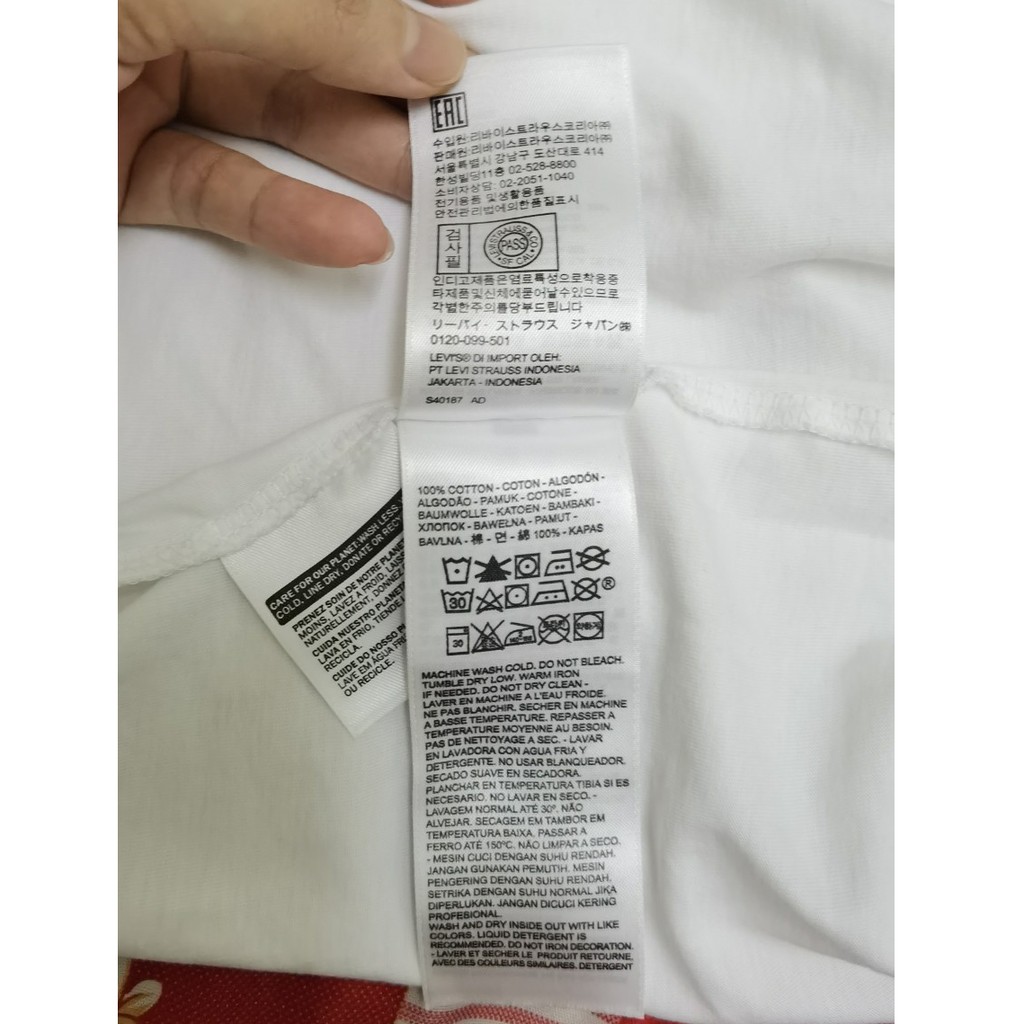 EAC
수입원:리바이스트라우스코리아㈜
판매원:리바이스트라우스코리아㈜
서울특별시 강남구 도산대로 414
한성빌딩11층 02-528-8800
소비자상담: 02-2051-1040
전기용품 및생활용품
안전관리법에의한품질표시
검사필
LEVI STRAUSS & CO
PASS
SF CAL
인디고제품은염료특성으로착용중
타제품및신체에묻어날수있으므로
각별한주의를당부드립니다
リーバイ・ストラウス ジャパン㈱
0120-099-501
LEVI'S® DI IMPORT OLEH:
PT LEVI STRAUSS INDONESIA
JAKARTA - INDONESIA
S40187 AD
100% COTTON - COTON - ALGODÓN -
ALGODÃO - PAMUK - COTONE -
BAUMWOLLE - KATOEN - BAMBAKI -
ХЛОПОК - BAWEŁNA - PAMUT -
BAVLNA - 棉 - 면 - 綿 100% - KAPAS
30
®
30
MACHINE WASH COLD. DO NOT BLEACH.
TUMBLE DRY LOW. WARM IRON
IF NEEDED. DO NOT DRY CLEAN -
LAVER EN MACHINE A L'EAU FROIDE.
NE PAS BLANCHIR. SECHER EN MACHINE
A BASSE TEMPERATURE. REPASSER A
TEMPERATURE MOYENNE AU BESOIN.
PAS DE NETTOYAGE A SEC. - LAVAR
EN LAVADORA CON AGUA FRIA Y
DETERGENTE. NO USAR BLANQUEADOR.
SECADO SUAVE EN SECADORA.
PLANCHAR EN TEMPERATURA TIBIA SI ES
NECESARIO. NO LAVAR EN SECO. -
LAVAGEM NORMAL ATÉ 30º. NÃO
ALVEJAR. SECAGEM EM TAMBOR EM
TEMPERATURA BAIXA. PASSAR A
FERRO ATÉ 150ºC. NÃO LIMPAR A SECO.
- MESIN CUCI DENGAN SUHU RENDAH.
JANGAN GUNAKAN PEMUTIH. MESIN
PENGERING DENGAN SUHU RENDAH.
SETRIKA DENGAN SUHU NORMAL JIKA
DIPERLUKAN. JANGAN DICUCI KERING
PROFESIONAL.
WASH AND DRY INSIDE OUT WITH LIKE
COLORS. LIQUID DETERGENT IS
RECOMMENDED. DO NOT IRON DECORATION.
- LAVER ET SECHER LE PRODUIT RETOURNE,
AVEC DES COULEURS SIMILAIRES. DETERGENT
CARE FOR OUR PLANET: WASH LESS,
COLD, LINE DRY, DONATE OR RECY
PRENEZ SOIN DE NOTRE PLANET
MOINS, LAVEZ A FROID, LAIS
NATURELLEMENT, DONNEZ
CUIDA NUESTRO PLANET
LAVA EN FRIO, TIENDE
RECICLA.
CUIDE DO NOSSO P
LAVE EM ÁGUA FR
OU RECICLE.